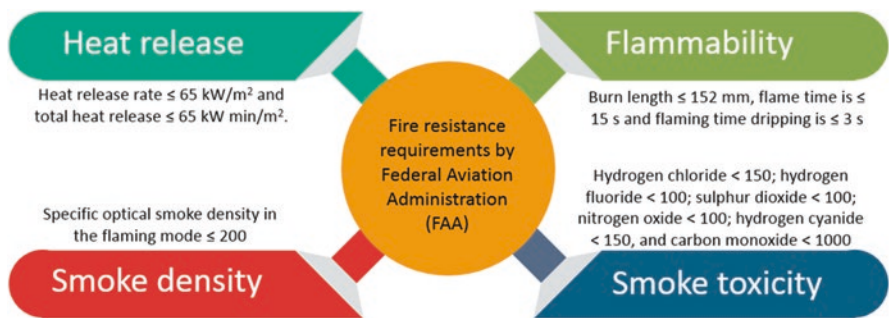 Heat release
Heat release rate ≤ 65 kW/m² and
total heat release ≤ 65 kW min/m².
Flammability
Burn length ≤ 152 mm, flame time is ≤
15 s and flaming time dripping is ≤ 3 s
Fire resistance
requirements by
Federal Aviation
Administration
(FAA)
Specific optical smoke density in
the flaming mode ≤ 200
Smoke density
Hydrogen chloride < 150; hydrogen
fluoride < 100; sulphur dioxide < 100;
nitrogen oxide < 100; hydrogen cyanide
< 150, and carbon monoxide < 1000
Smoke toxicity